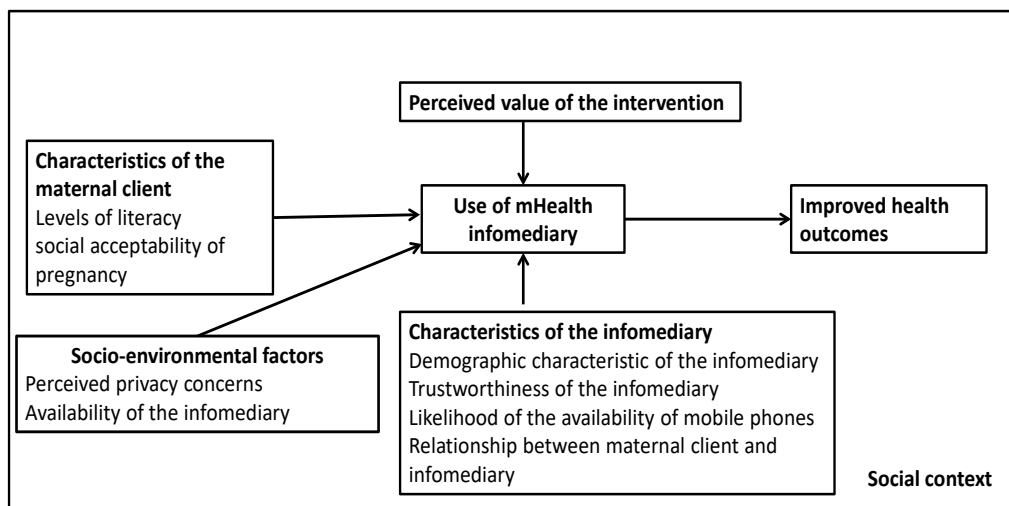 Perceived value of the intervention
Characteristics of the
maternal client
Levels of literacy
social acceptability of
pregnancy
Use of mHealth
infomediary
Improved health
outcomes
Socio-environmental factors
Perceived privacy concerns
Availability of the infomediary
Characteristics of the infomediary
Demographic characteristic of the infomediary
Trustworthiness of the infomediary
Likelihood of the availability of mobile phones
Relationship between maternal client and
infomediary
Social context